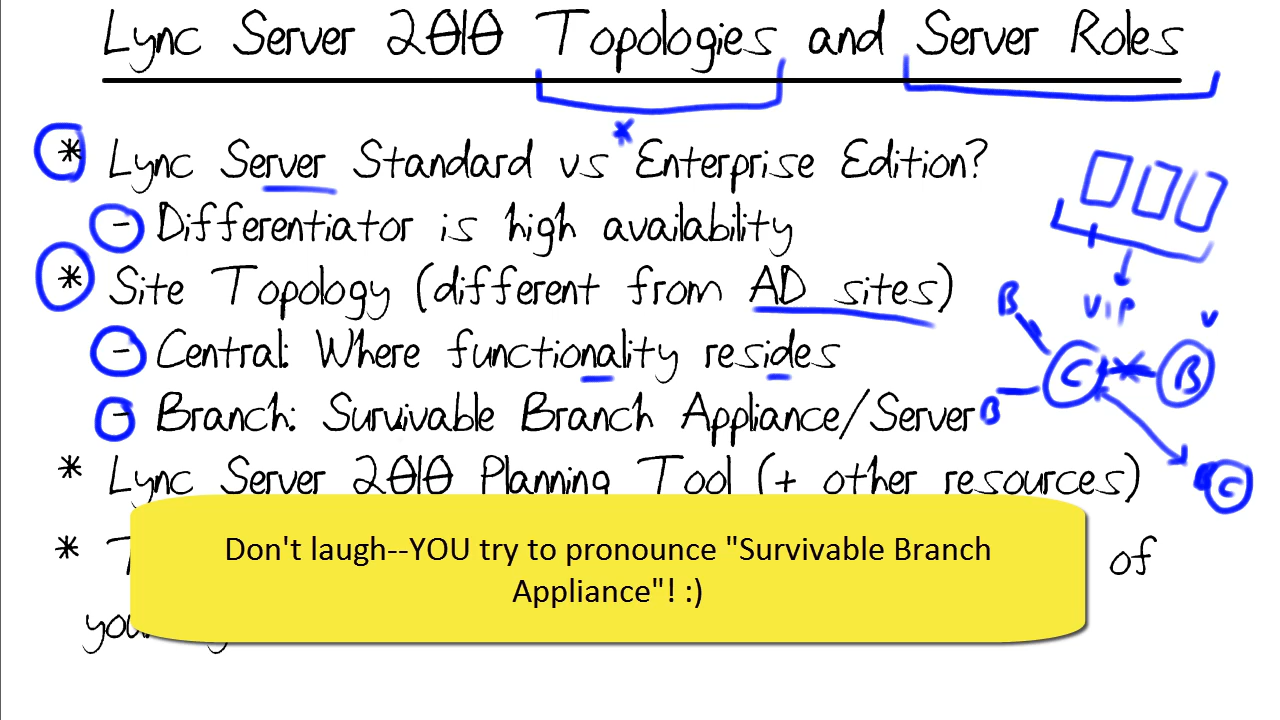 Lync Server 2010 Topologies and Server Roles
* Lync Server Standard vs Enterprise Edition?
- Differentiator is high availability
* Site Topology (different from AD sites)
VIP
B
V
- Central: Where functionality resides
C
B
- Branch: Survivable Branch Appliance/Server
B
* Lync Server 2010 Planning Tool (+ other resources)
C
Don't laugh--YOU try to pronounce "Survivable Branch
Appliance"! :)
* of